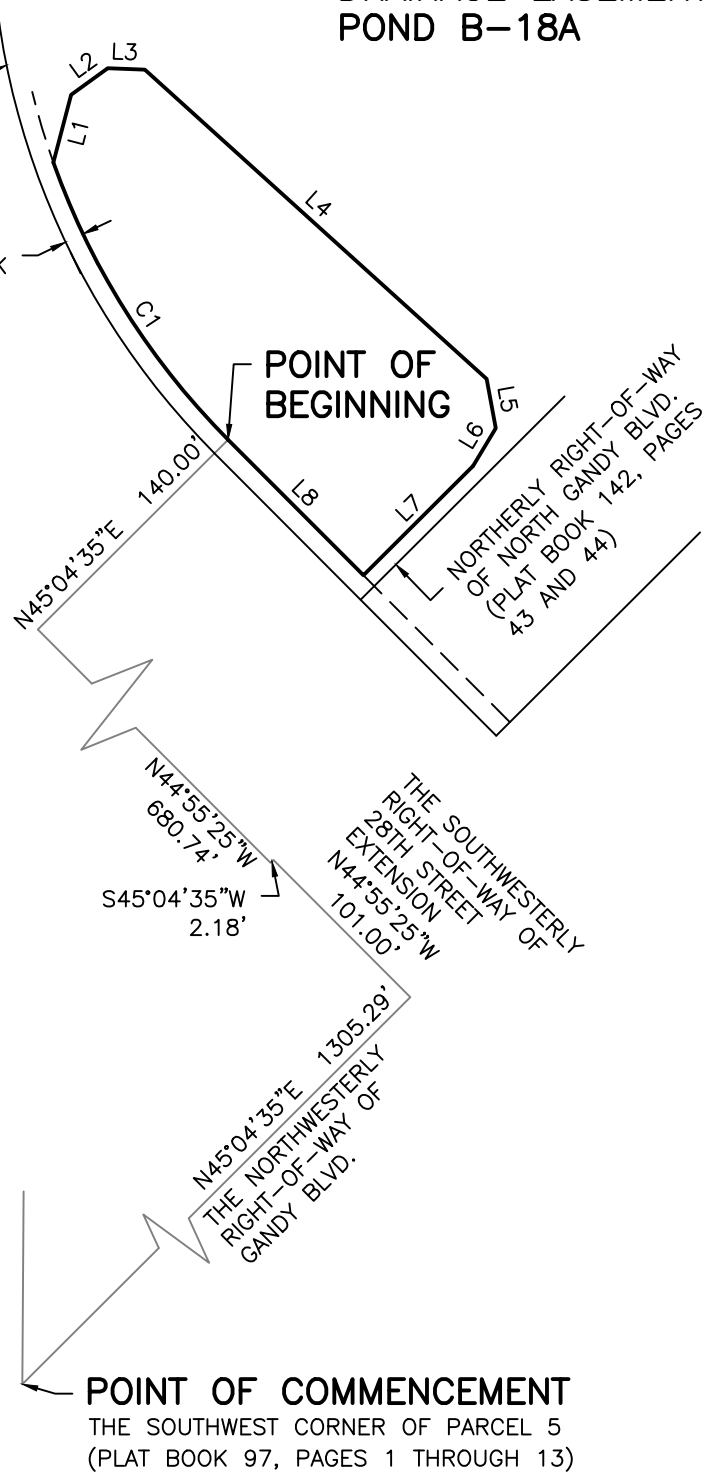 POND B-18A
L2
L3
L1
L4
C1
POINT OF
BEGINNING
L5
L6
L7
L8
NORTHERLY RIGHT-OF-WAY
OF NORTH GANDY BLVD.
(PLAT BOOK 142, PAGES
43 AND 44)
N45°04'35"E 140.00'
N44°55'25"W
680.74'
S45°04'35"W
2.18'
THE SOUTHWESTERLY
RIGHT-OF-WAY OF
28TH STREET
EXTENSION
N44°55'25"W
101.00'
N45°04'35"E 1305.29'
THE NORTHWESTERLY
RIGHT-OF-WAY OF
GANDY BLVD.
POINT OF COMMENCEMENT
THE SOUTHWEST CORNER OF PARCEL 5
(PLAT BOOK 97, PAGES 1 THROUGH 13)